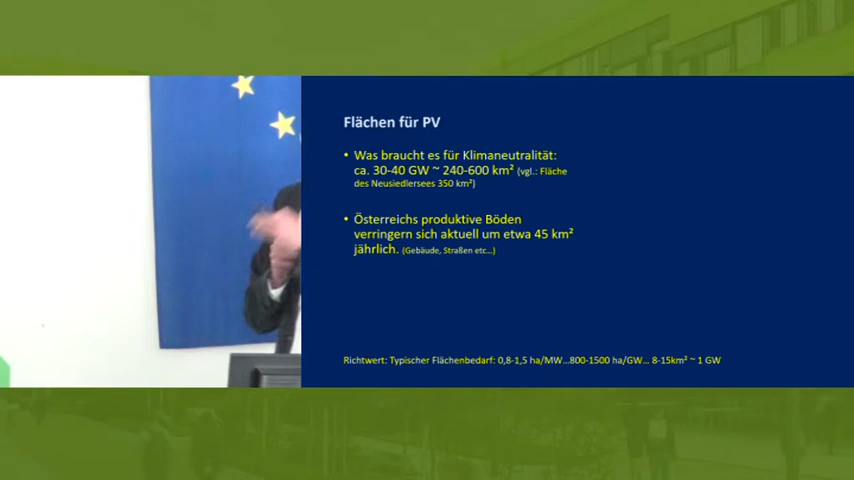 Flächen für PV
• Was braucht es für Klimaneutralität:
ca. 30-40 GW ~ 240-600 km² (vgl.: Fläche
des Neusiedlersees 350 km²)
• Österreichs produktive Böden
verringern sich aktuell um etwa 45 km²
jährlich. (Gebäude, Straßen etc…)
Richtwert: Typischer Flächenbedarf: 0,8-1,5 ha/MW…800-1500 ha/GW… 8-15km² ~ 1 GW